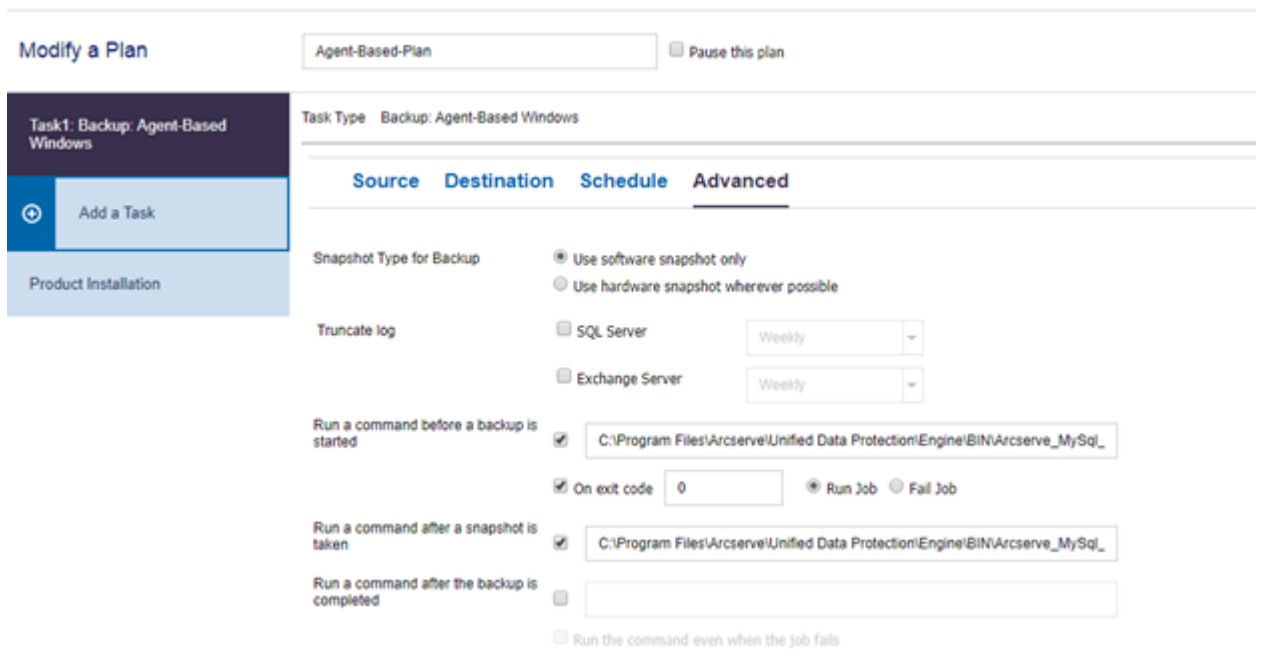 Modify a Plan
Agent-Based-Plan
Pause this plan
Task1: Backup: Agent-Based
Windows
Add a Task
Product Installation
Task Type Backup: Agent-Based Windows
Source Destination Schedule Advanced
Snapshot Type for Backup
Use software snapshot only
Use hardware snapshot wherever possible
Truncate log
SQL Server
Weekly
Exchange Server
Weekly
Run a command before a backup is
started
C:\Program Files\Arcserve\Unified Data Protection\Engine\BIN\Arcserve_MySql_
On exit code 0 Run Job Fail Job
Run a command after a snapshot is
taken
C:\Program Files\Arcserve\Unified Data Protection\Engine\BIN\Arcserve_MySql_
Run a command after the backup is
completed
Run the command even when the job fails